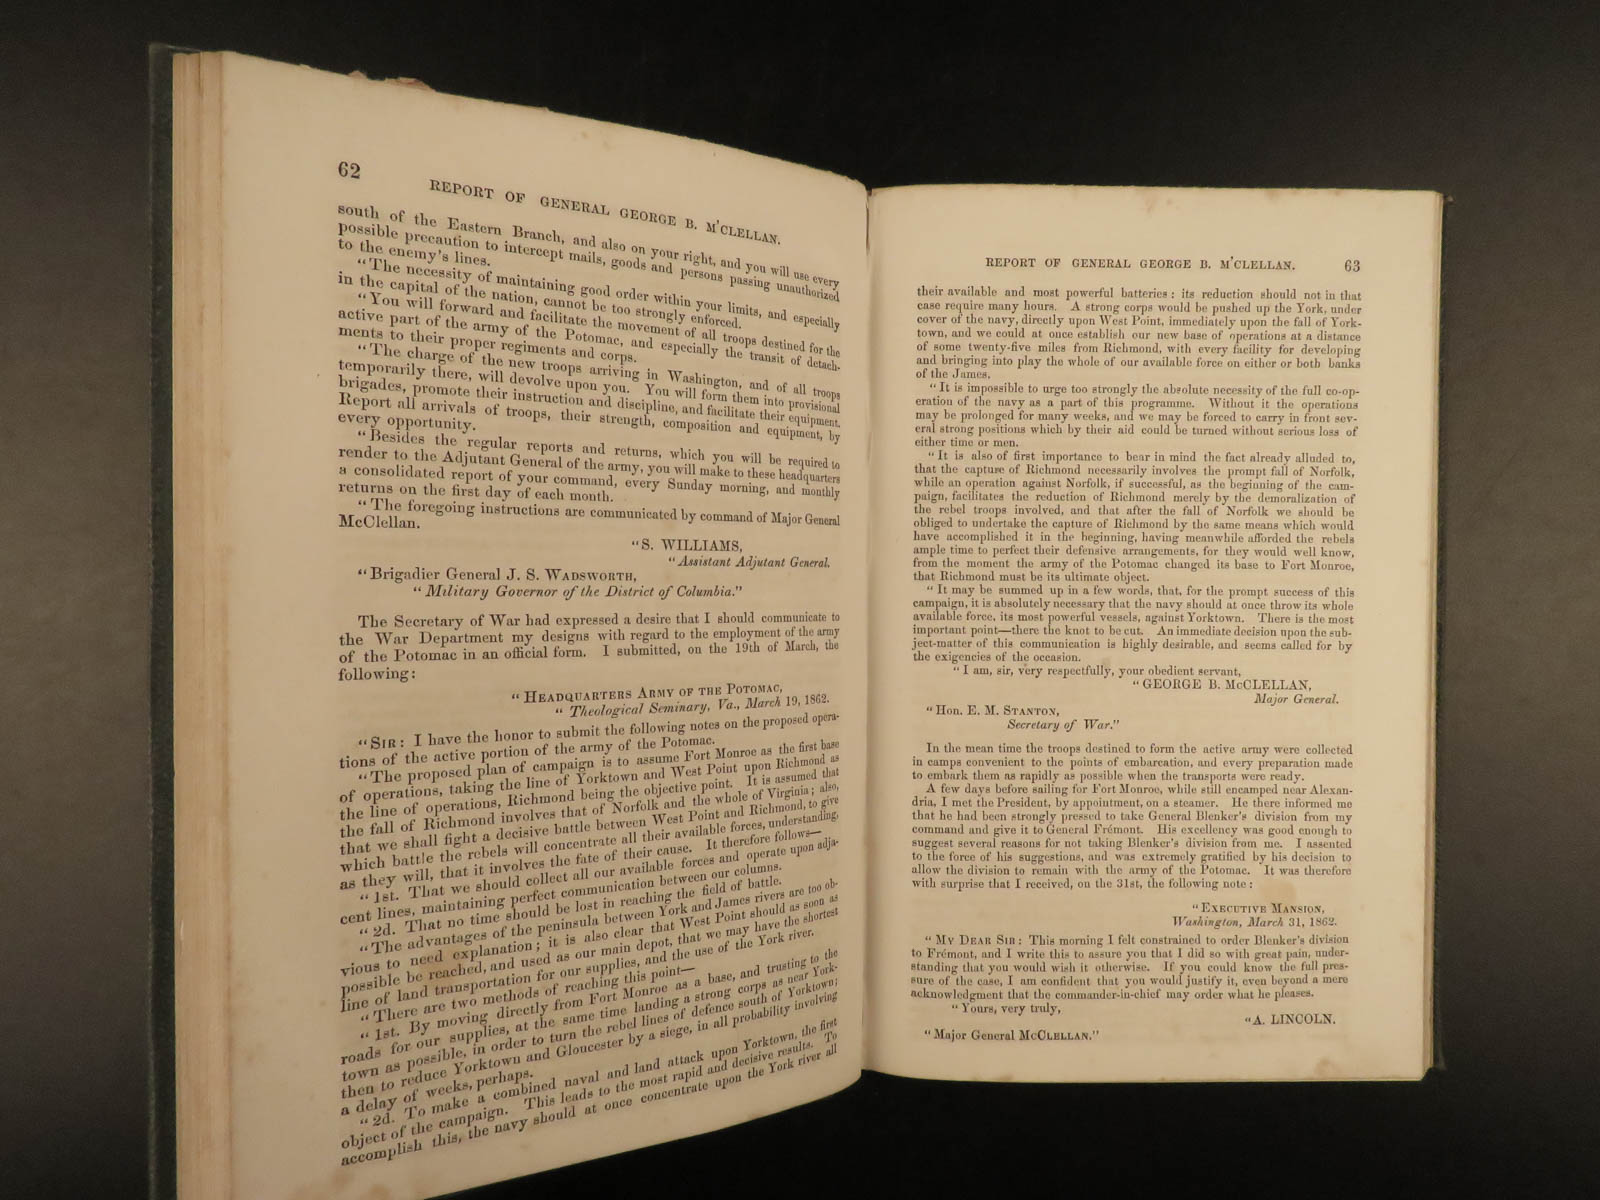 62
REPORT OF GENERAL GEORGE B. M'CLELLAN.
south of the Eastern Branch, and also on your right, and you will use every
possible precaution to intercept mails, goods and persons passing unauthorized
to the enemy's lines.
"The necessity of maintaining good order within your limits, and especially
in the capital of the nation, cannot be too strongly enforced.
"You will forward and facilitate the movement of all troops destined for the
active part of the army of the Potomac, and especially the transit of detach-
ments to their proper regiments and corps.
"The charge of the new troops arriving in Washington, and of all troops
temporarily there, will devolve upon you. You will form them into provisional
brigades, promote their instruction and discipline, and facilitate their equipment.
Report all arrivals of troops, their strength, composition and equipment, by
every opportunity.
"Besides the regular reports and returns, which you will be required to
render to the Adjutant General of the army, you will make to these headquarters
a consolidated report of your command, every Sunday morning, and monthly
returns on the first day of each month.
"The foregoing instructions are communicated by command of Major General
McClellan.
"S. WILLIAMS,
"Assistant Adjutant General.
"Brigadier General J. S. WADSWORTH,
"Military Governor of the District of Columbia."
The Secretary of War had expressed a desire that I should communicate to
the War Department my designs with regard to the employment of the army
of the Potomac in an official form. I submitted, on the 19th of March, the
following:
"HEADQUARTERS ARMY OF THE POTOMAC,
"Theological Seminary, Va., March 19, 1862.
"SIR: I have the honor to submit the following notes on the proposed opera-
tions of the active portion of the army of the Potomac.
"The proposed plan of campaign is to assume Fort Monroe as the first base
of operations, taking the line of Yorktown and West Point upon Richmond as
the line of operations, Richmond being the objective point. It is assumed that
the fall of Richmond involves that of Norfolk and the whole of Virginia; also,
that we shall fight a decisive battle between West Point and Richmond, to give
which battle the rebels will concentrate all their available forces, understanding,
as they will, that it involves the fate of their cause. It therefore follows—
"1st. That we should collect all our available forces and operate upon adja-
cent lines, maintaining perfect communication between our columns.
"2d. That no time should be lost in reaching the field of battle.
"The advantages of the peninsula between York and James rivers are too ob-
vious to need explanation; it is also clear that West Point should as soon as
possible be reached, and used as our main depot, that we may have the shortest
line of land transportation for our supplies, and the use of the York river.
"There are two methods of reaching this point—
"1st. By moving directly from Fort Monroe as a base, and trusting to the
roads for our supplies, at the same time landing a strong corps as near York-
town as possible, in order to turn the rebel lines of defence south of Yorktown;
then to reduce Yorktown and Gloucester by a siege, in all probability involving
a delay of weeks, perhaps.
"2d. To make a combined naval and land attack upon Yorktown, the first
object of the campaign. This leads to the most rapid and decisive results. To
accomplish this, the navy should at once concentrate upon the York river all
REPORT OF GENERAL GEORGE B. M'CLELLAN. 63
their available and most powerful batteries: its reduction should not in that
case require many hours. A strong corps would be pushed up the York, under
cover of the navy, directly upon West Point, immediately upon the fall of York-
town, and we could at once establish our new base of operations at a distance
of some twenty-five miles from Richmond, with every facility for developing
and bringing into play the whole of our available force on either or both banks
of the James.
"It is impossible to urge too strongly the absolute necessity of the full co-op-
eration of the navy as a part of this programme. Without it the operations
may be prolonged for many weeks, and we may be forced to carry in front sev-
eral strong positions which by their aid could be turned without serious loss of
either time or men.
"It is also of first importance to bear in mind the fact already alluded to,
that the capture of Richmond necessarily involves the prompt fall of Norfolk,
while an operation against Norfolk, if successful, as the beginning of the cam-
paign, facilitates the reduction of Richmond merely by the demoralization of
the rebel troops involved, and that after the fall of Norfolk we should be
obliged to undertake the capture of Richmond by the same means which would
have accomplished it in the beginning, having meanwhile afforded the rebels
ample time to perfect their defensive arrangements, for they would well know,
from the moment the army of the Potomac changed its base to Fort Monroe,
that Richmond must be its ultimate object.
"It may be summed up in a few words, that, for the prompt success of this
campaign, it is absolutely necessary that the navy should at once throw its whole
available force, its most powerful vessels, against Yorktown. There is the most
important point—there the knot to be cut. An immediate decision upon the sub-
ject-matter of this communication is highly desirable, and seems called for by
the exigencies of the occasion.
"I am, sir, very respectfully, your obedient servant,
"GEORGE B. McCLELLAN,
Major General.
"Hon. E. M. STANTON,
Secretary of War."
In the mean time the troops destined to form the active army were collected
in camps convenient to the points of embarcation, and every preparation made
to embark them as rapidly as possible when the transports were ready.
A few days before sailing for Fort Monroe, while still encamped near Alexan-
dria, I met the President, by appointment, on a steamer. He there informed me
that he had been strongly pressed to take General Blenker's division from my
command and give it to General Frémont. His excellency was good enough to
suggest several reasons for not taking Blenker's division from me. I assented
to the force of his suggestions, and was extremely gratified by his decision to
allow the division to remain with the army of the Potomac. It was therefore
with surprise that I received, on the 31st, the following note:
"EXECUTIVE MANSION,
Washington, March 31, 1862.
"MY DEAR SIR: This morning I felt constrained to order Blenker's division
to Frémont, and I write this to assure you that I did so with great pain, under-
standing that you would wish it otherwise. If you could know the full pres-
sure of the case, I am confident that you would justify it, even beyond a mere
acknowledgment that the commander-in-chief may order what he pleases.
"Yours, very truly,
"A. LINCOLN.
"Major General McCLELLAN."